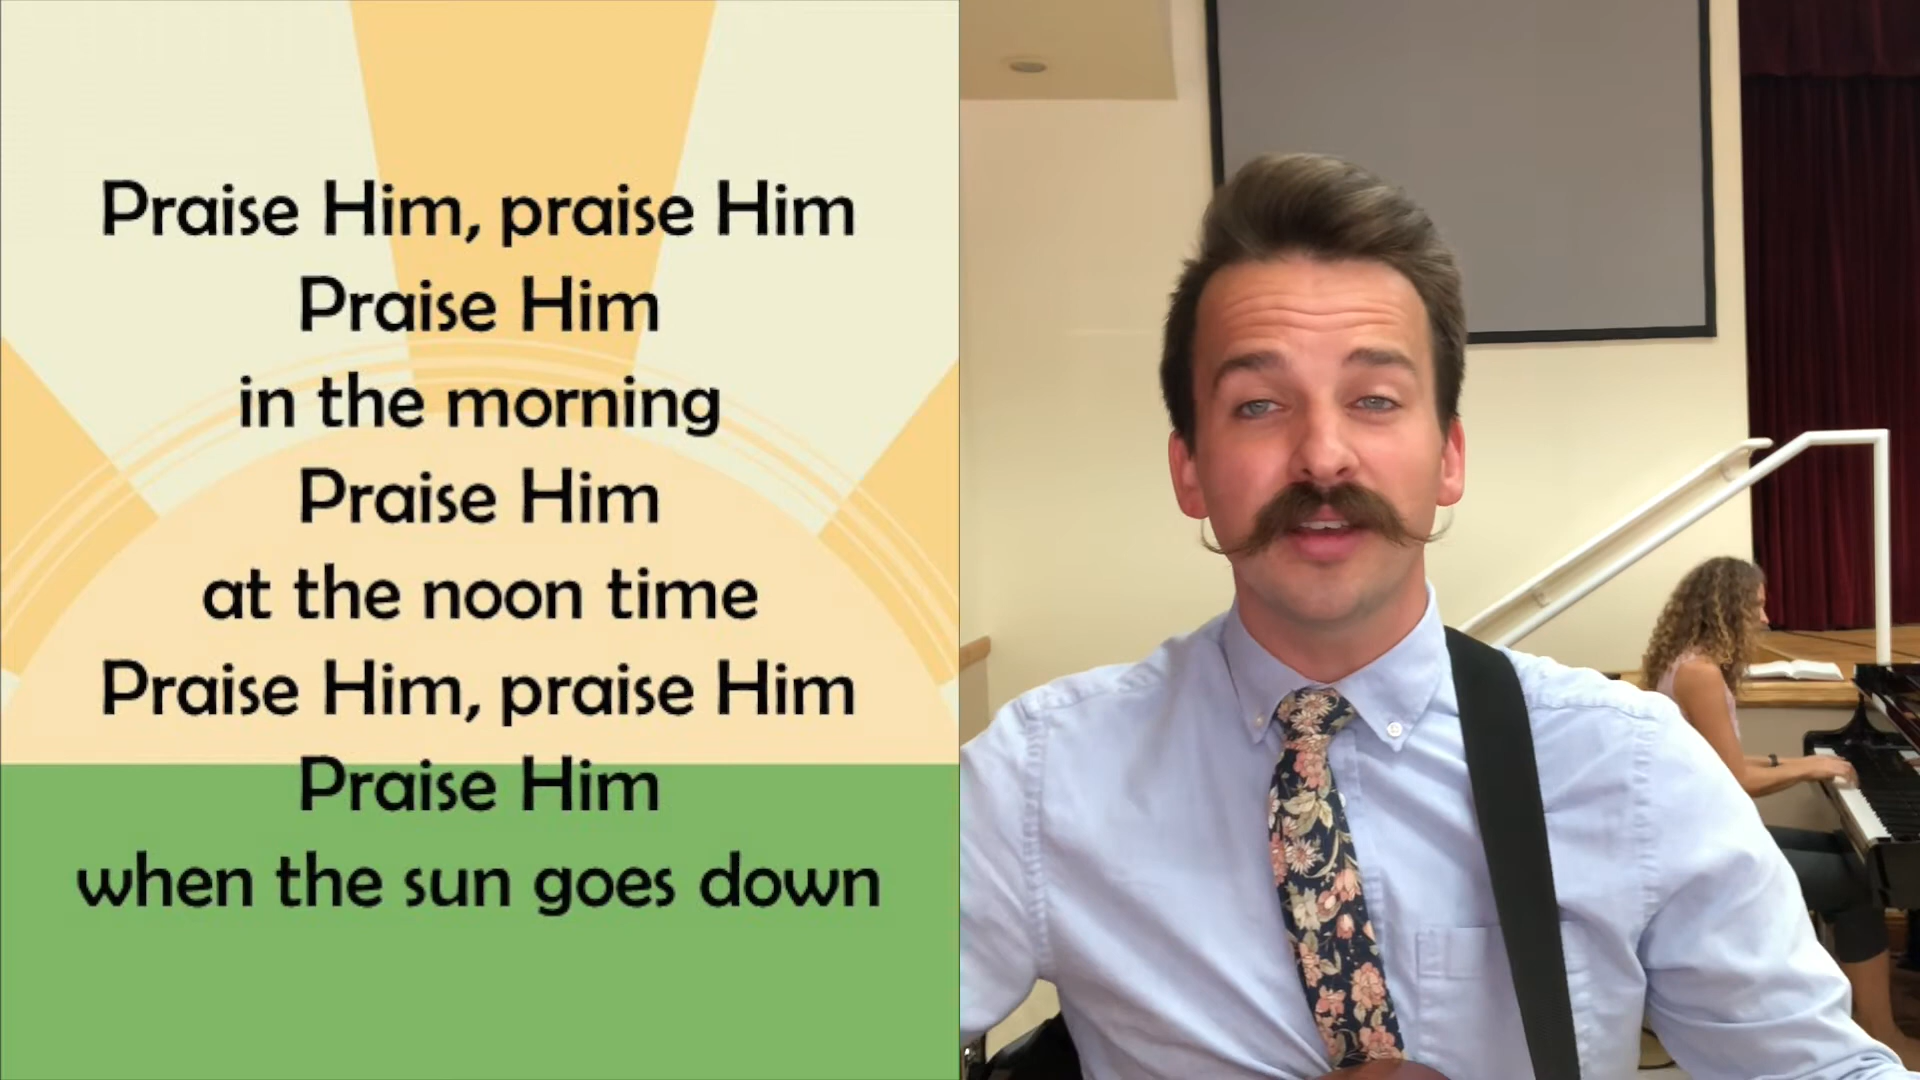 Praise Him, praise Him
Praise Him
in the morning
Praise Him
at the noon time
Praise Him, praise Him
Praise Him
when the sun goes down